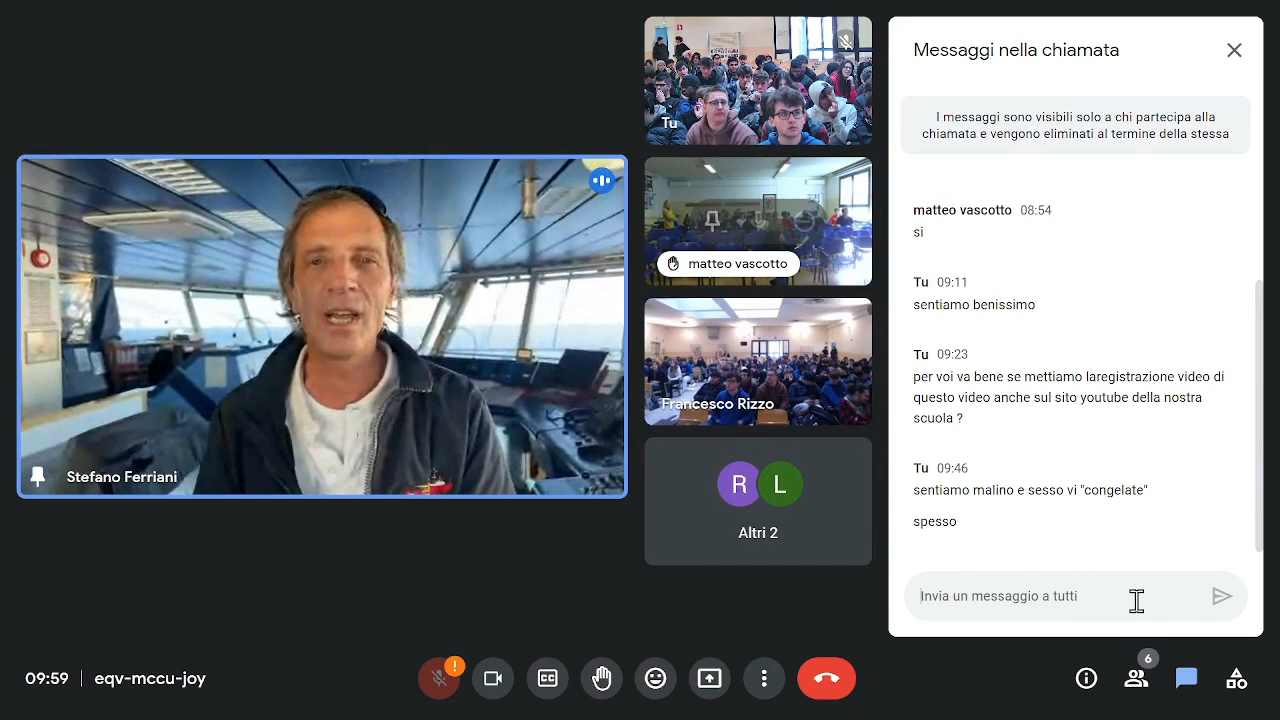 Stefano Ferriani
Tu
matteo vascotto
Francesco Rizzo
R
L
Altri 2
Messaggi nella chiamata
I messaggi sono visibili solo a chi partecipa alla
chiamata e vengono eliminati al termine della stessa
matteo vascotto 08:54
si
Tu 09:11
sentiamo benissimo
Tu 09:23
per voi va bene se mettiamo laregistrazione video di
questo video anche sul sito youtube della nostra
scuola ?
Tu 09:46
sentiamo malino e sesso vi "congelate"
spesso
Invia un messaggio a tutti
09:59 | eqv-mccu-joy
!
CC
6